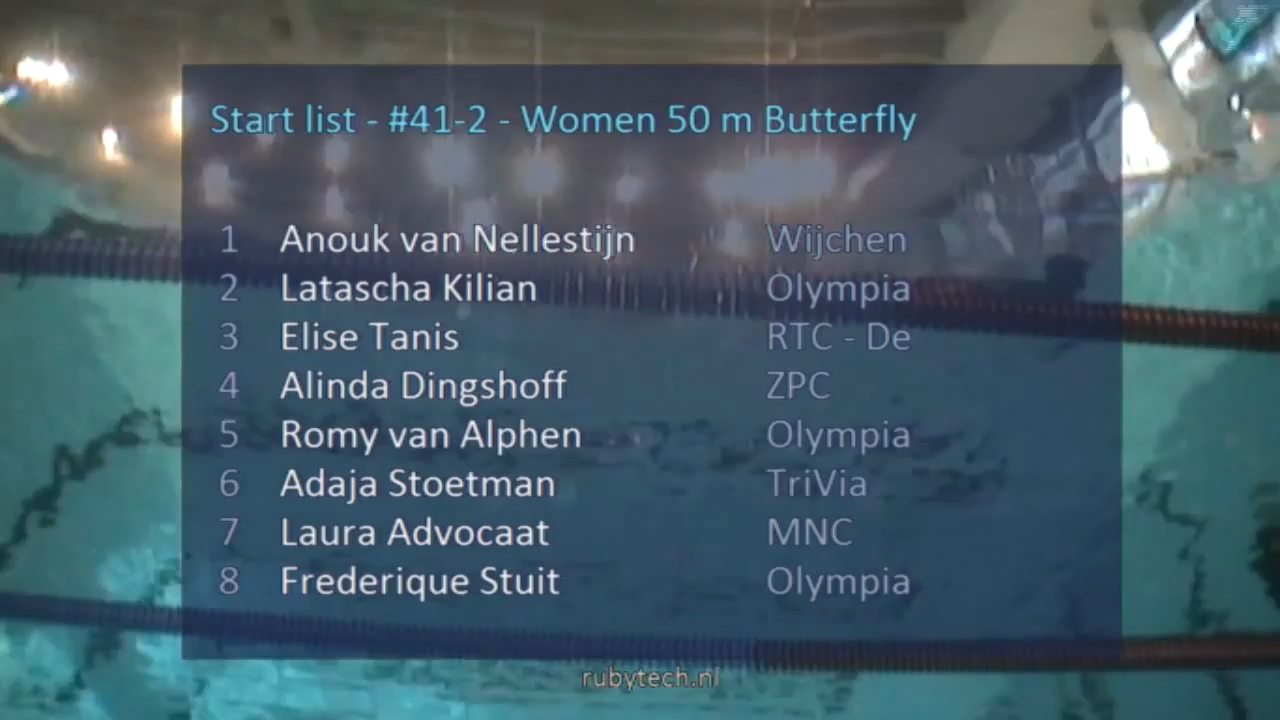 Start list - #41-2 - Women 50 m Butterfly
1 Anouk van Nellestijn Wijchen
2 Latascha Kilian Olympia
3 Elise Tanis RTC - De
4 Alinda Dingshoff ZPC
5 Romy van Alphen Olympia
6 Adaja Stoetman TriVia
7 Laura Advocaat MNC
8 Frederique Stuit Olympia
rubytech.nl